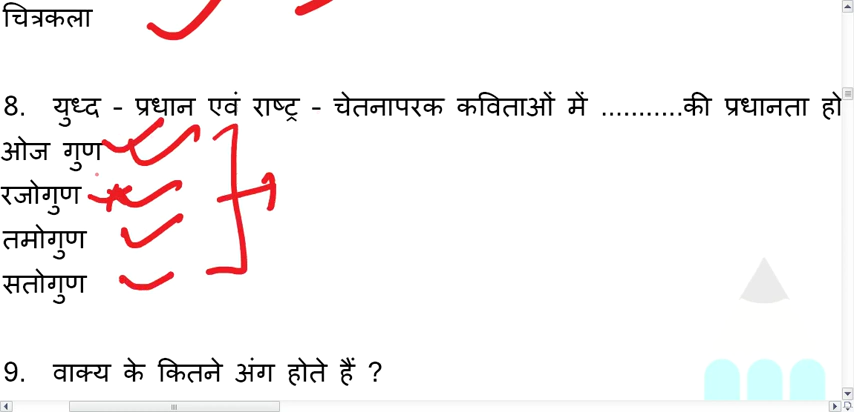 चित्रकला
8. युध्द - प्रधान एवं राष्ट्र - चेतनापरक कविताओं में ...........की प्रधानता हो
ओज गुण
रजोगुण
तमोगुण
सतोगुण
9. वाक्य के कितने अंग होते हैं ?